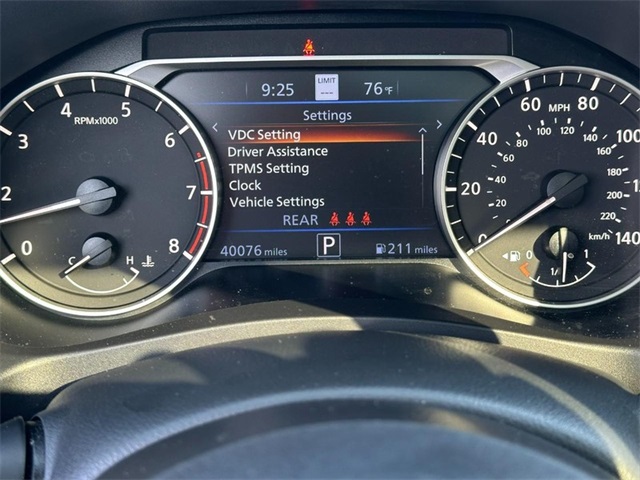 9:25 LIMIT --- 76°F
Settings
VDC Setting
Driver Assistance
TPMS Setting
Clock
Vehicle Settings
REAR
40076 miles P 211 miles
RPMx1000
0 2 3 4 5 6 7 8
C H
MPH
0 20 40 60 80 100 140
km/h
20 40 60 80 100 120 140 160 180 200 220
0 1/ 1